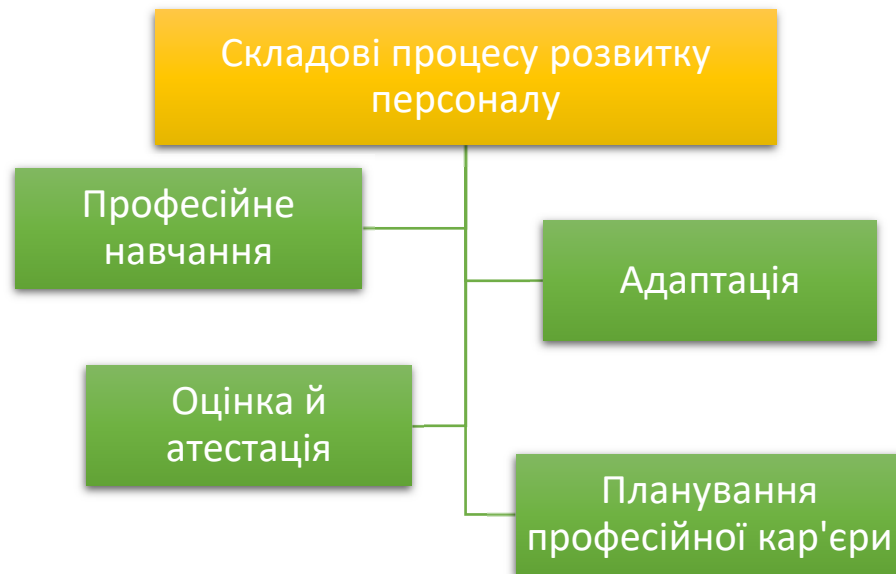 Складові процесу розвитку
персоналу
Професійне
навчання
Адаптація
Оцінка й
атестація
Планування
професійної кар'єри